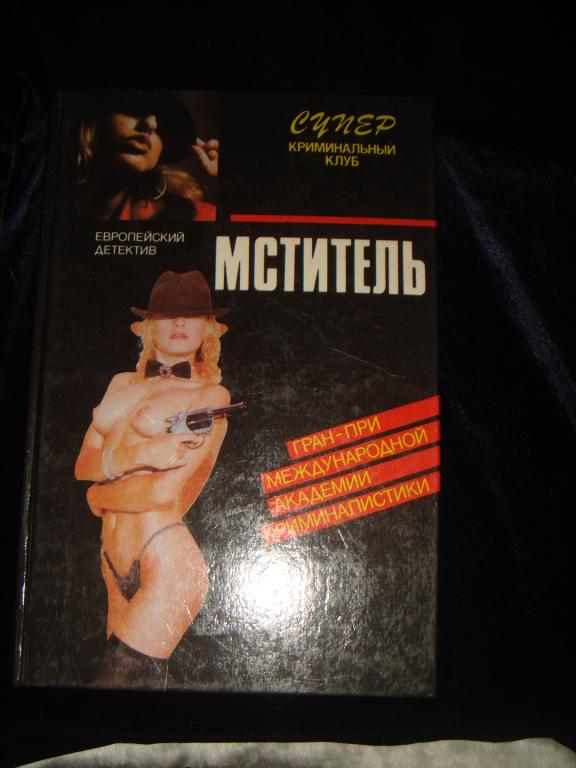 СУПЕР
КРИМИНАЛЬНЫЙ
КЛУБ
ЕВРОПЕЙСКИЙ
ДЕТЕКТИВ
МСТИТЕЛЬ
ГРАН-ПРИ
МЕЖДУНАРОДНОЙ
АКАДЕМИИ
КРИМИНАЛИСТИКИ